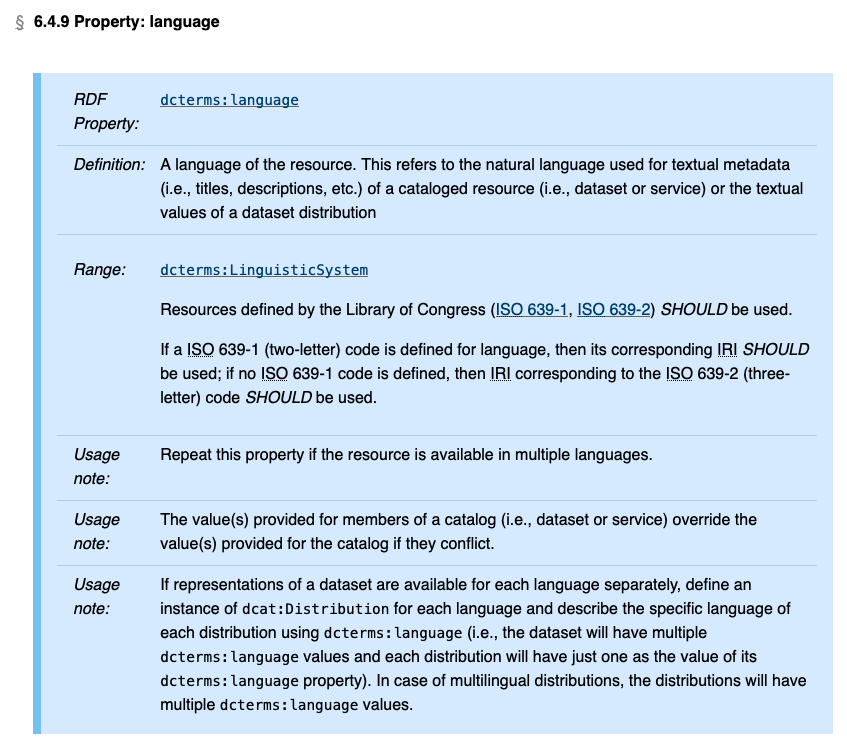 § 6.4.9 Property: language
RDF Property: dcterms:language
Definition: A language of the resource. This refers to the natural language used for textual metadata
(i.e., titles, descriptions, etc.) of a cataloged resource (i.e., dataset or service) or the textual
values of a dataset distribution
Range: dcterms:LinguisticSystem
Resources defined by the Library of Congress (ISO 639-1, ISO 639-2) SHOULD be used.
If a ISO 639-1 (two-letter) code is defined for language, then its corresponding IRI SHOULD
be used; if no ISO 639-1 code is defined, then IRI corresponding to the ISO 639-2 (three-
letter) code SHOULD be used.
Usage note: Repeat this property if the resource is available in multiple languages.
Usage note: The value(s) provided for members of a catalog (i.e., dataset or service) override the
value(s) provided for the catalog if they conflict.
Usage note: If representations of a dataset are available for each language separately, define an
instance of dcat:Distribution for each language and describe the specific language of
each distribution using dcterms:language (i.e., the dataset will have multiple
dcterms:language values and each distribution will have just one as the value of its
dcterms:language property). In case of multilingual distributions, the distributions will have
multiple dcterms:language values.